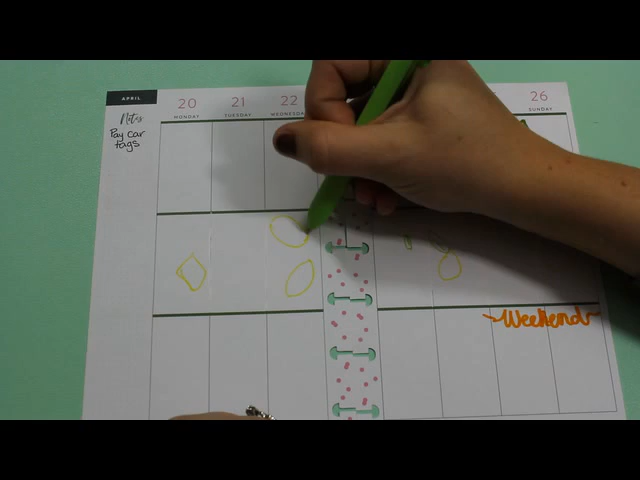 APRIL
20
21
22
26
MONDAY
TUESDAY
WEDNESDAY
SUNDAY
Notes
Pay car
tags
Weekend